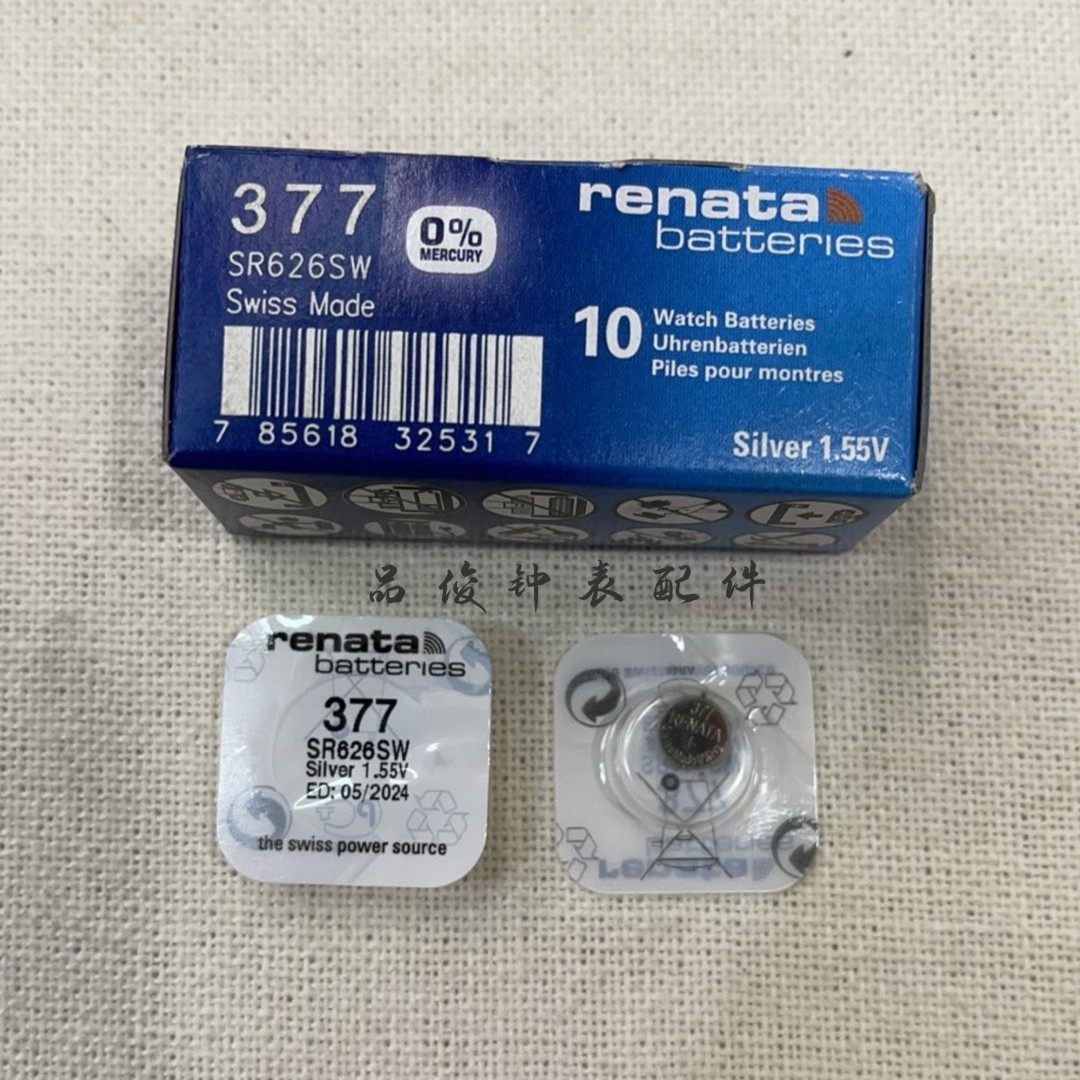 377
SR626SW
Swiss Made
0%
MERCURY
renata
batteries
10
Watch Batteries
Uhrenbatterien
Piles pour montres
7 85618 32531 7
Silver 1.55V
品俊钟表配件
renata
batteries
377
SR626SW
Silver 1.55V
ED: 05/2024
the swiss power source
RENATA